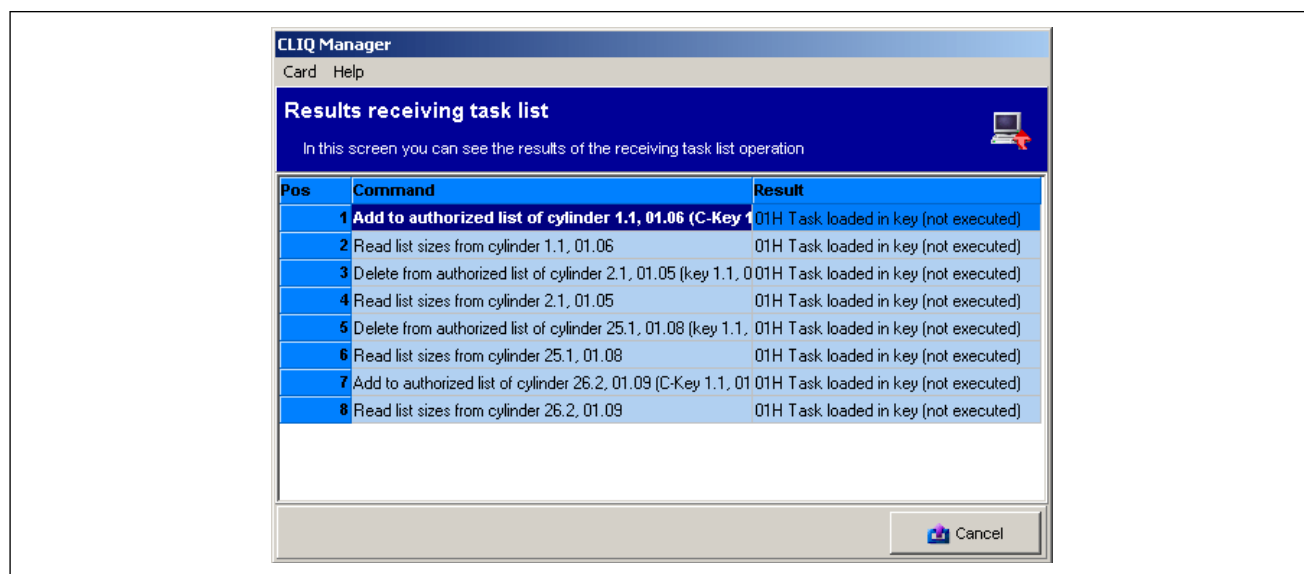 CLIQ Manager
Card Help
Results receiving task list
In this screen you can see the results of the receiving task list operation
Pos Command Result
1 Add to authorized list of cylinder 1.1, 01.06 (C-Key 1 01H Task loaded in key (not executed)
2 Read list sizes from cylinder 1.1, 01.06 01H Task loaded in key (not executed)
3 Delete from authorized list of cylinder 2.1, 01.05 (key 1.1, 0 01H Task loaded in key (not executed)
4 Read list sizes from cylinder 2.1, 01.05 01H Task loaded in key (not executed)
5 Delete from authorized list of cylinder 25.1, 01.08 (key 1.1, 01H Task loaded in key (not executed)
6 Read list sizes from cylinder 25.1, 01.08 01H Task loaded in key (not executed)
7 Add to authorized list of cylinder 26.2, 01.09 (C-Key 1.1, 01 01H Task loaded in key (not executed)
8 Read list sizes from cylinder 26.2, 01.09 01H Task loaded in key (not executed)
Cancel